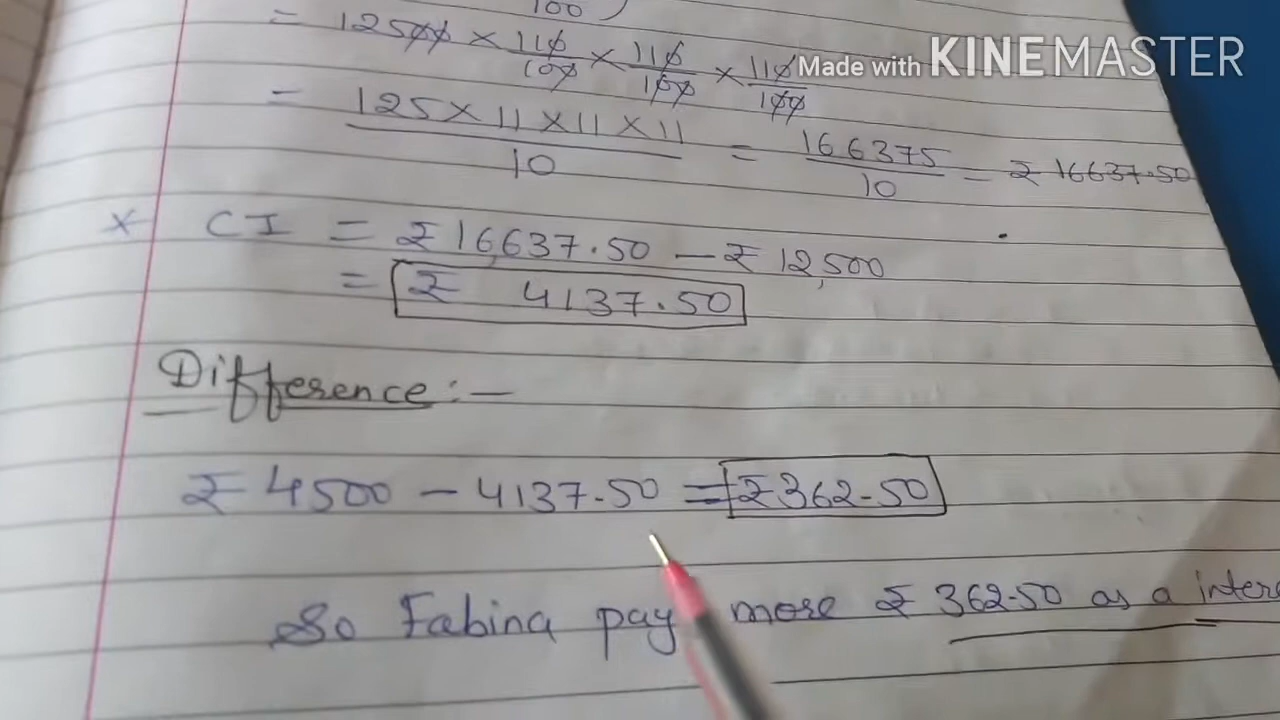 100 )
= 12500 × 110/100 × 110/100 × 110/100
Made with KINEMASTER
= 125 × 11 × 11 × 11 / 10 = 166375 / 10 = ₹ 16637.50
× CI = ₹ 16,637.50 — ₹ 12,500
= ₹ 4137.50
Difference :—
₹ 4500 — 4137.50 = ₹ 362.50
So Fabina pay more ₹ 362.50 as a inter